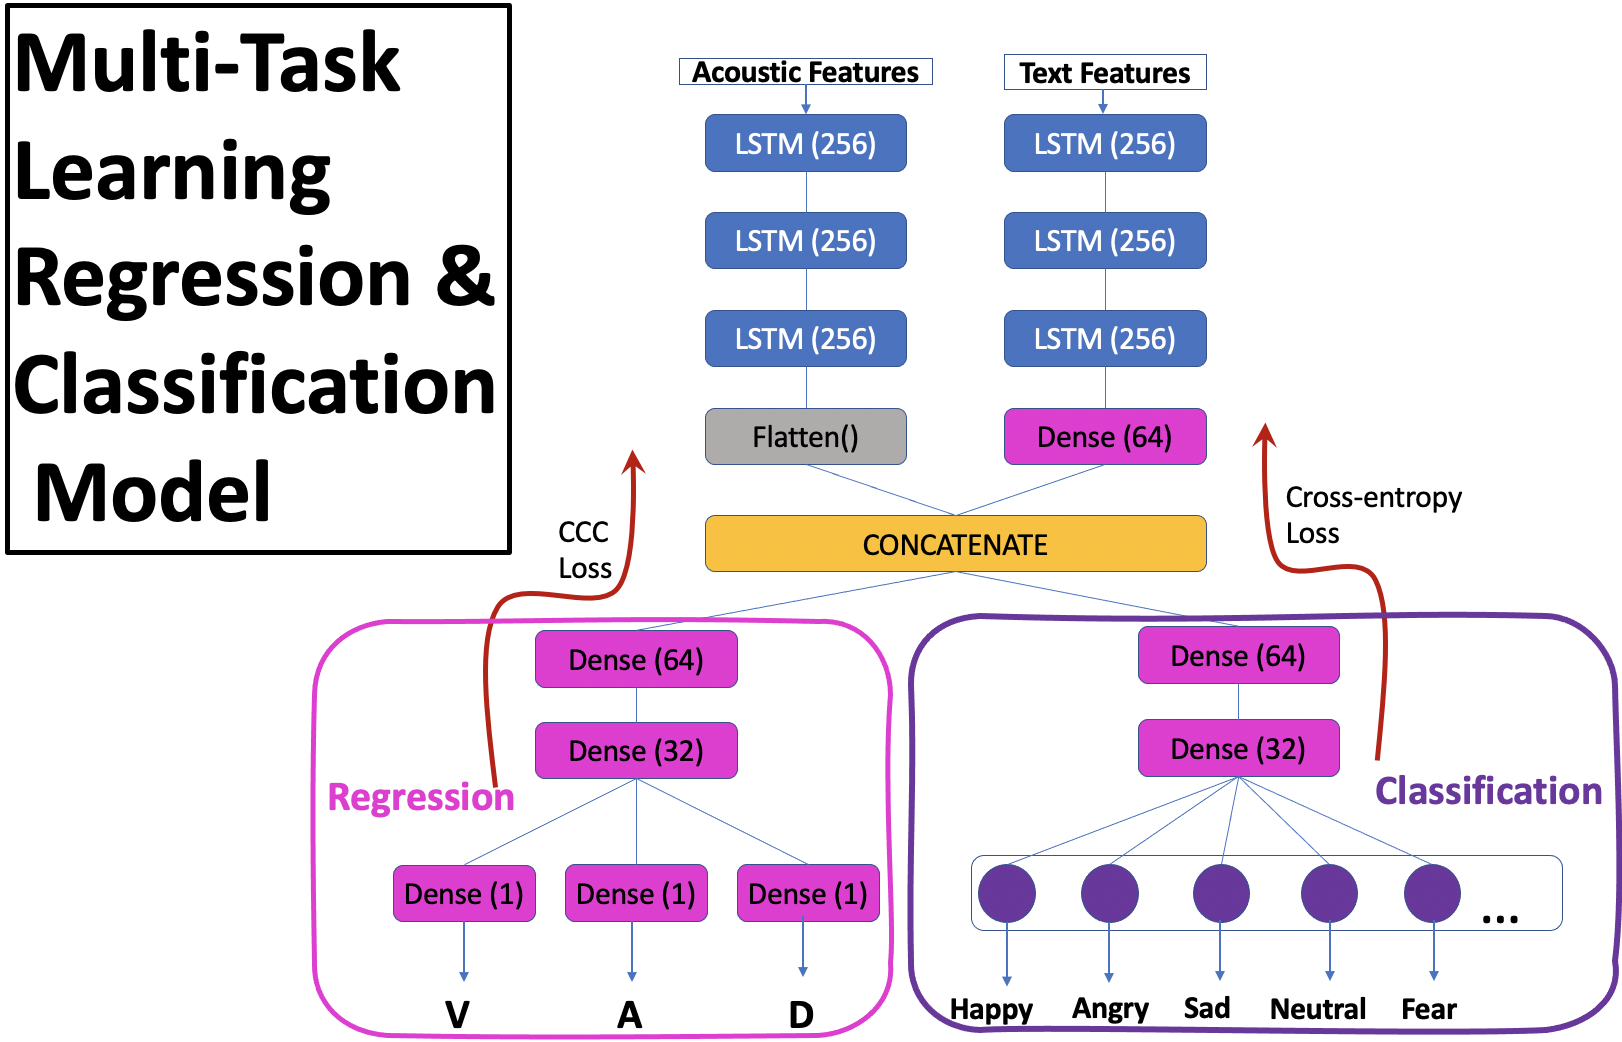 Multi-Task
Learning
Regression &
Classification
Model
Acoustic Features
Text Features
LSTM (256)
LSTM (256)
LSTM (256)
LSTM (256)
LSTM (256)
LSTM (256)
Flatten()
Dense (64)
CCC
Loss
Cross-entropy
Loss
CONCATENATE
Dense (64)
Dense (64)
Dense (32)
Dense (32)
Regression
Classification
Dense (1)
Dense (1)
Dense (1)
...
V
A
D
Happy
Angry
Sad
Neutral
Fear